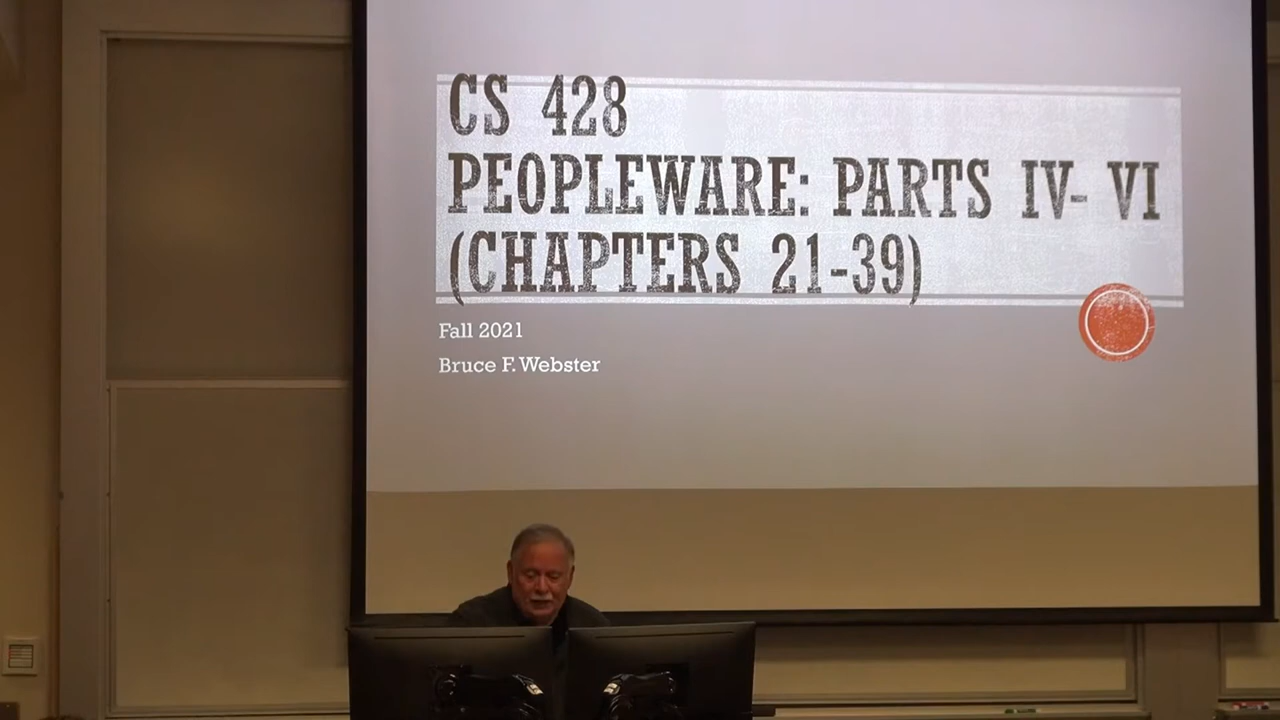 CS 428
PEOPLEWARE: PARTS IV- VI
(CHAPTERS 21-39)
Fall 2021
Bruce F. Webster